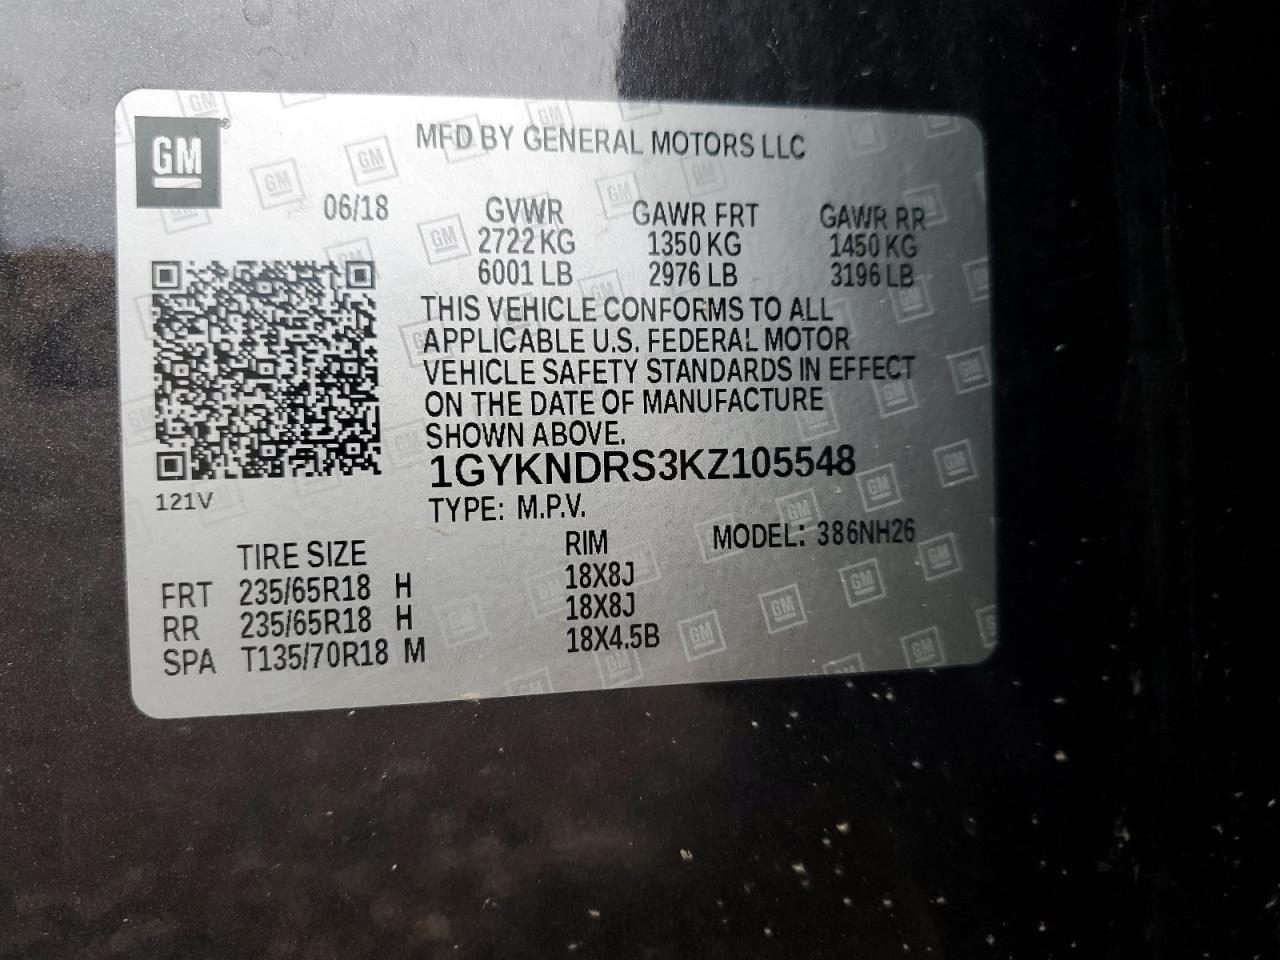 GM®
MFD BY GENERAL MOTORS LLC
06/18
GVWR GAWR FRT GAWR RR
2722 KG 1350 KG 1450 KG
6001 LB 2976 LB 3196 LB
THIS VEHICLE CONFORMS TO ALL
APPLICABLE U.S. FEDERAL MOTOR
VEHICLE SAFETY STANDARDS IN EFFECT
ON THE DATE OF MANUFACTURE
SHOWN ABOVE.
1GYKNDRS3KZ105548
121V
TYPE: M.P.V.
MODEL: 386NH26
TIRE SIZE RIM
FRT 235/65R18 H 18X8J
RR 235/65R18 H 18X8J
SPA T135/70R18 M 18X4.5B